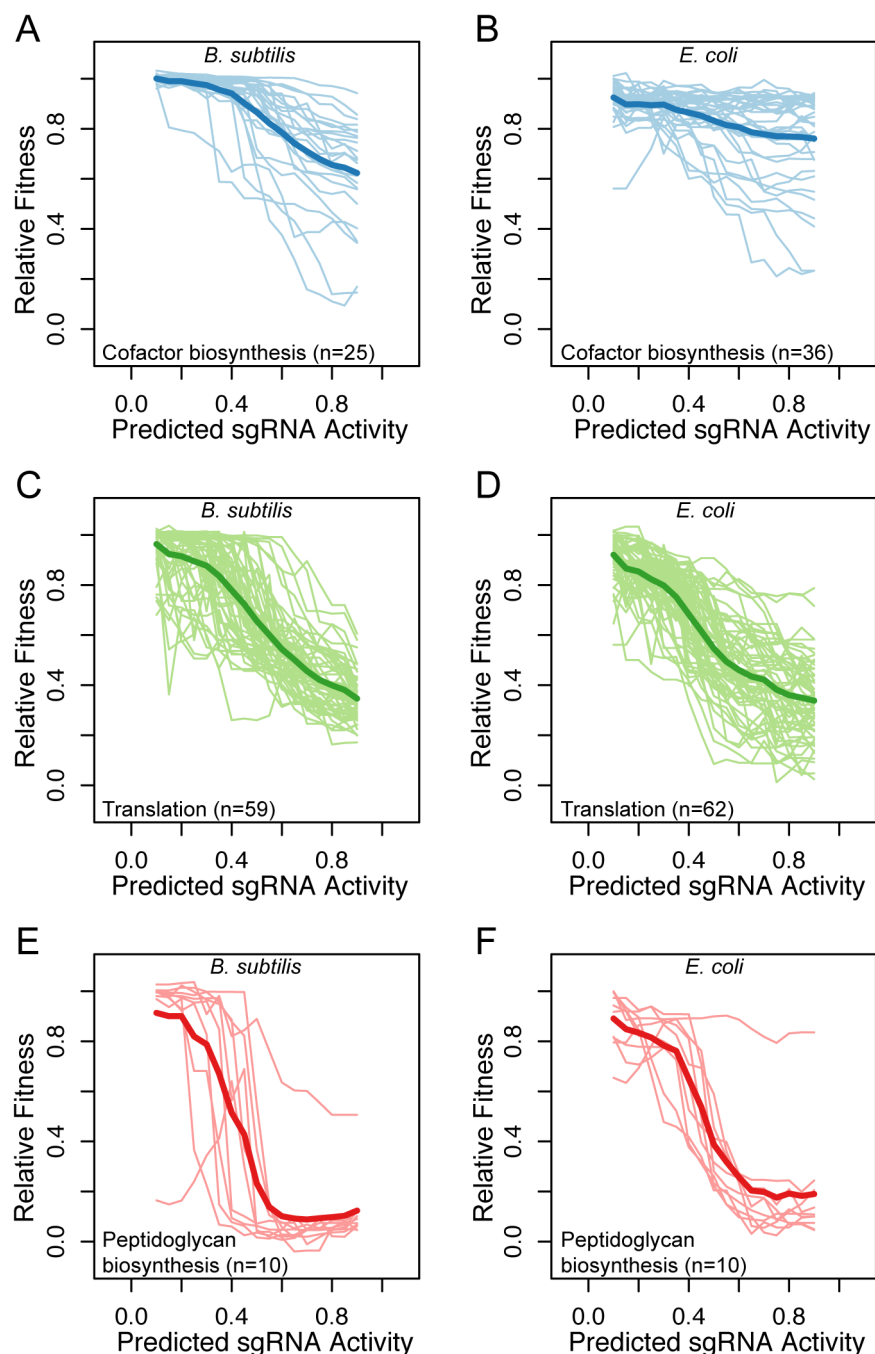 A
B. subtilis
Relative Fitness
0.0 0.4 0.8
Cofactor biosynthesis (n=25)
0.0 0.4 0.8
Predicted sgRNA Activity
B
E. coli
Relative Fitness
0.0 0.4 0.8
Cofactor biosynthesis (n=36)
0.0 0.4 0.8
Predicted sgRNA Activity
C
B. subtilis
Relative Fitness
0.0 0.4 0.8
Translation (n=59)
0.0 0.4 0.8
Predicted sgRNA Activity
D
E. coli
Relative Fitness
0.0 0.4 0.8
Translation (n=62)
0.0 0.4 0.8
Predicted sgRNA Activity
E
B. subtilis
Relative Fitness
0.0 0.4 0.8
Peptidoglycan
biosynthesis (n=10)
0.0 0.4 0.8
Predicted sgRNA Activity
F
E. coli
Relative Fitness
0.0 0.4 0.8
Peptidoglycan
biosynthesis (n=10)
0.0 0.4 0.8
Predicted sgRNA Activity